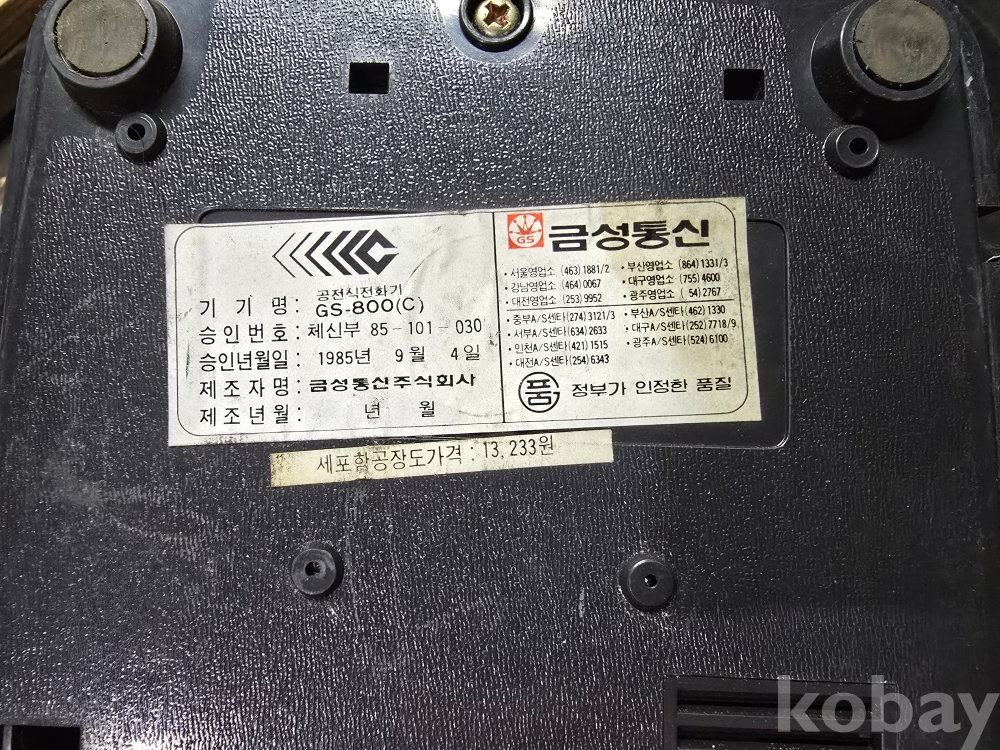 기 기 명 : 공전식전화기
GS-800(C)
승인번호 : 체신부 85-101-030
승인년월일 : 1985년 9월 4일
제조자명 : 금성통신주식회사
제조년월 : 년 월
GS 금성통신
· 서울영업소 (463) 1881/2 · 부산영업소 (864) 1331/3
· 강남영업소 (464) 0067 · 대구영업소 (755) 4600
· 대전영업소 (253) 9952 · 광주영업소 ( 54) 2767
· 중부A/S센타 (274) 3121/3 · 부산A/S센타 (462) 1330
· 서부A/S센타 (634) 2633 · 대구A/S센타 (252) 7718/9
· 인천A/S센타 (421) 1515 · 광주A/S센타 (524) 6100
· 대전A/S센타 (254) 6343
품 정부가 인정한 품질
세포함공장도가격 : 13,233원
kobay